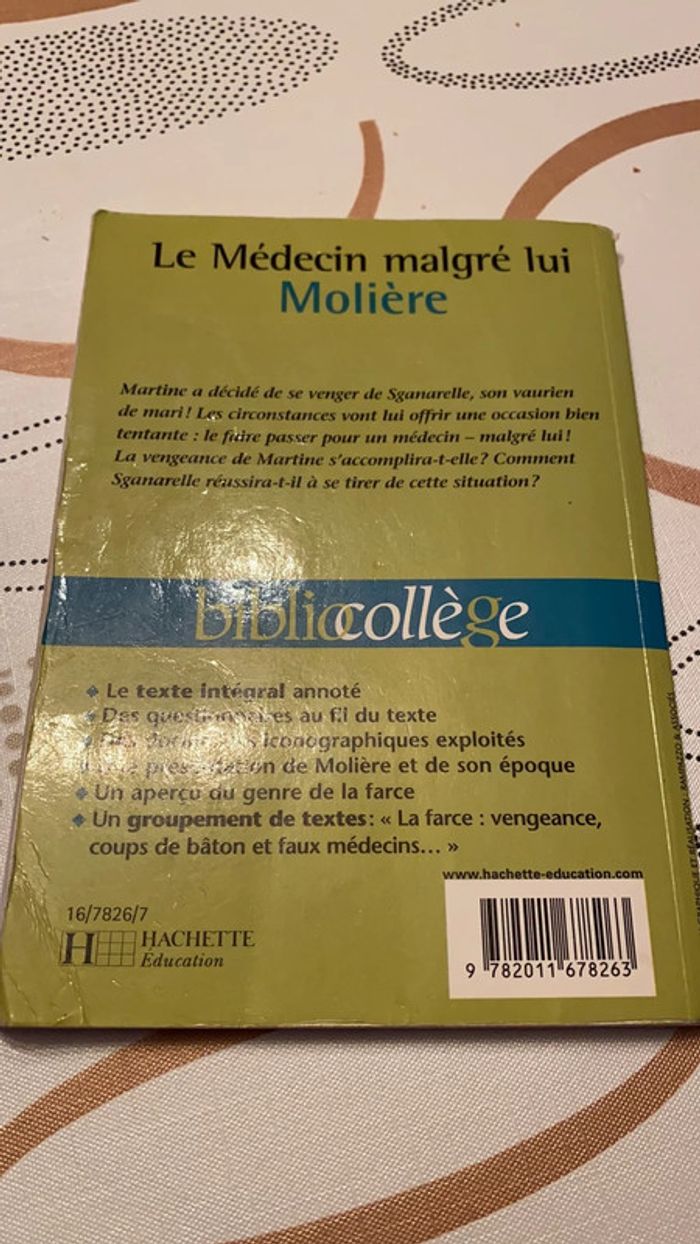 Le Médecin malgré lui
Molière
Martine a décidé de se venger de Sganarelle, son vaurien
de mari ! Les circonstances vont lui offrir une occasion bien
tentante : le faire passer pour un médecin – malgré lui !
La vengeance de Martine s'accomplira-t-elle ? Comment
Sganarelle réussira-t-il à se tirer de cette situation ?
bibliocollège
Le texte intégral annoté
Des questionnaires au fil du texte
iconographiques exploités
présentation de Molière et de son époque
Un aperçu du genre de la farce
Un groupement de textes : « La farce : vengeance,
coups de bâton et faux médecins... »
www.hachette-education.com
16/7826/7
H HACHETTE
Éducation
9 782011 678263
RAMPAZZO & ASSOCIÉS